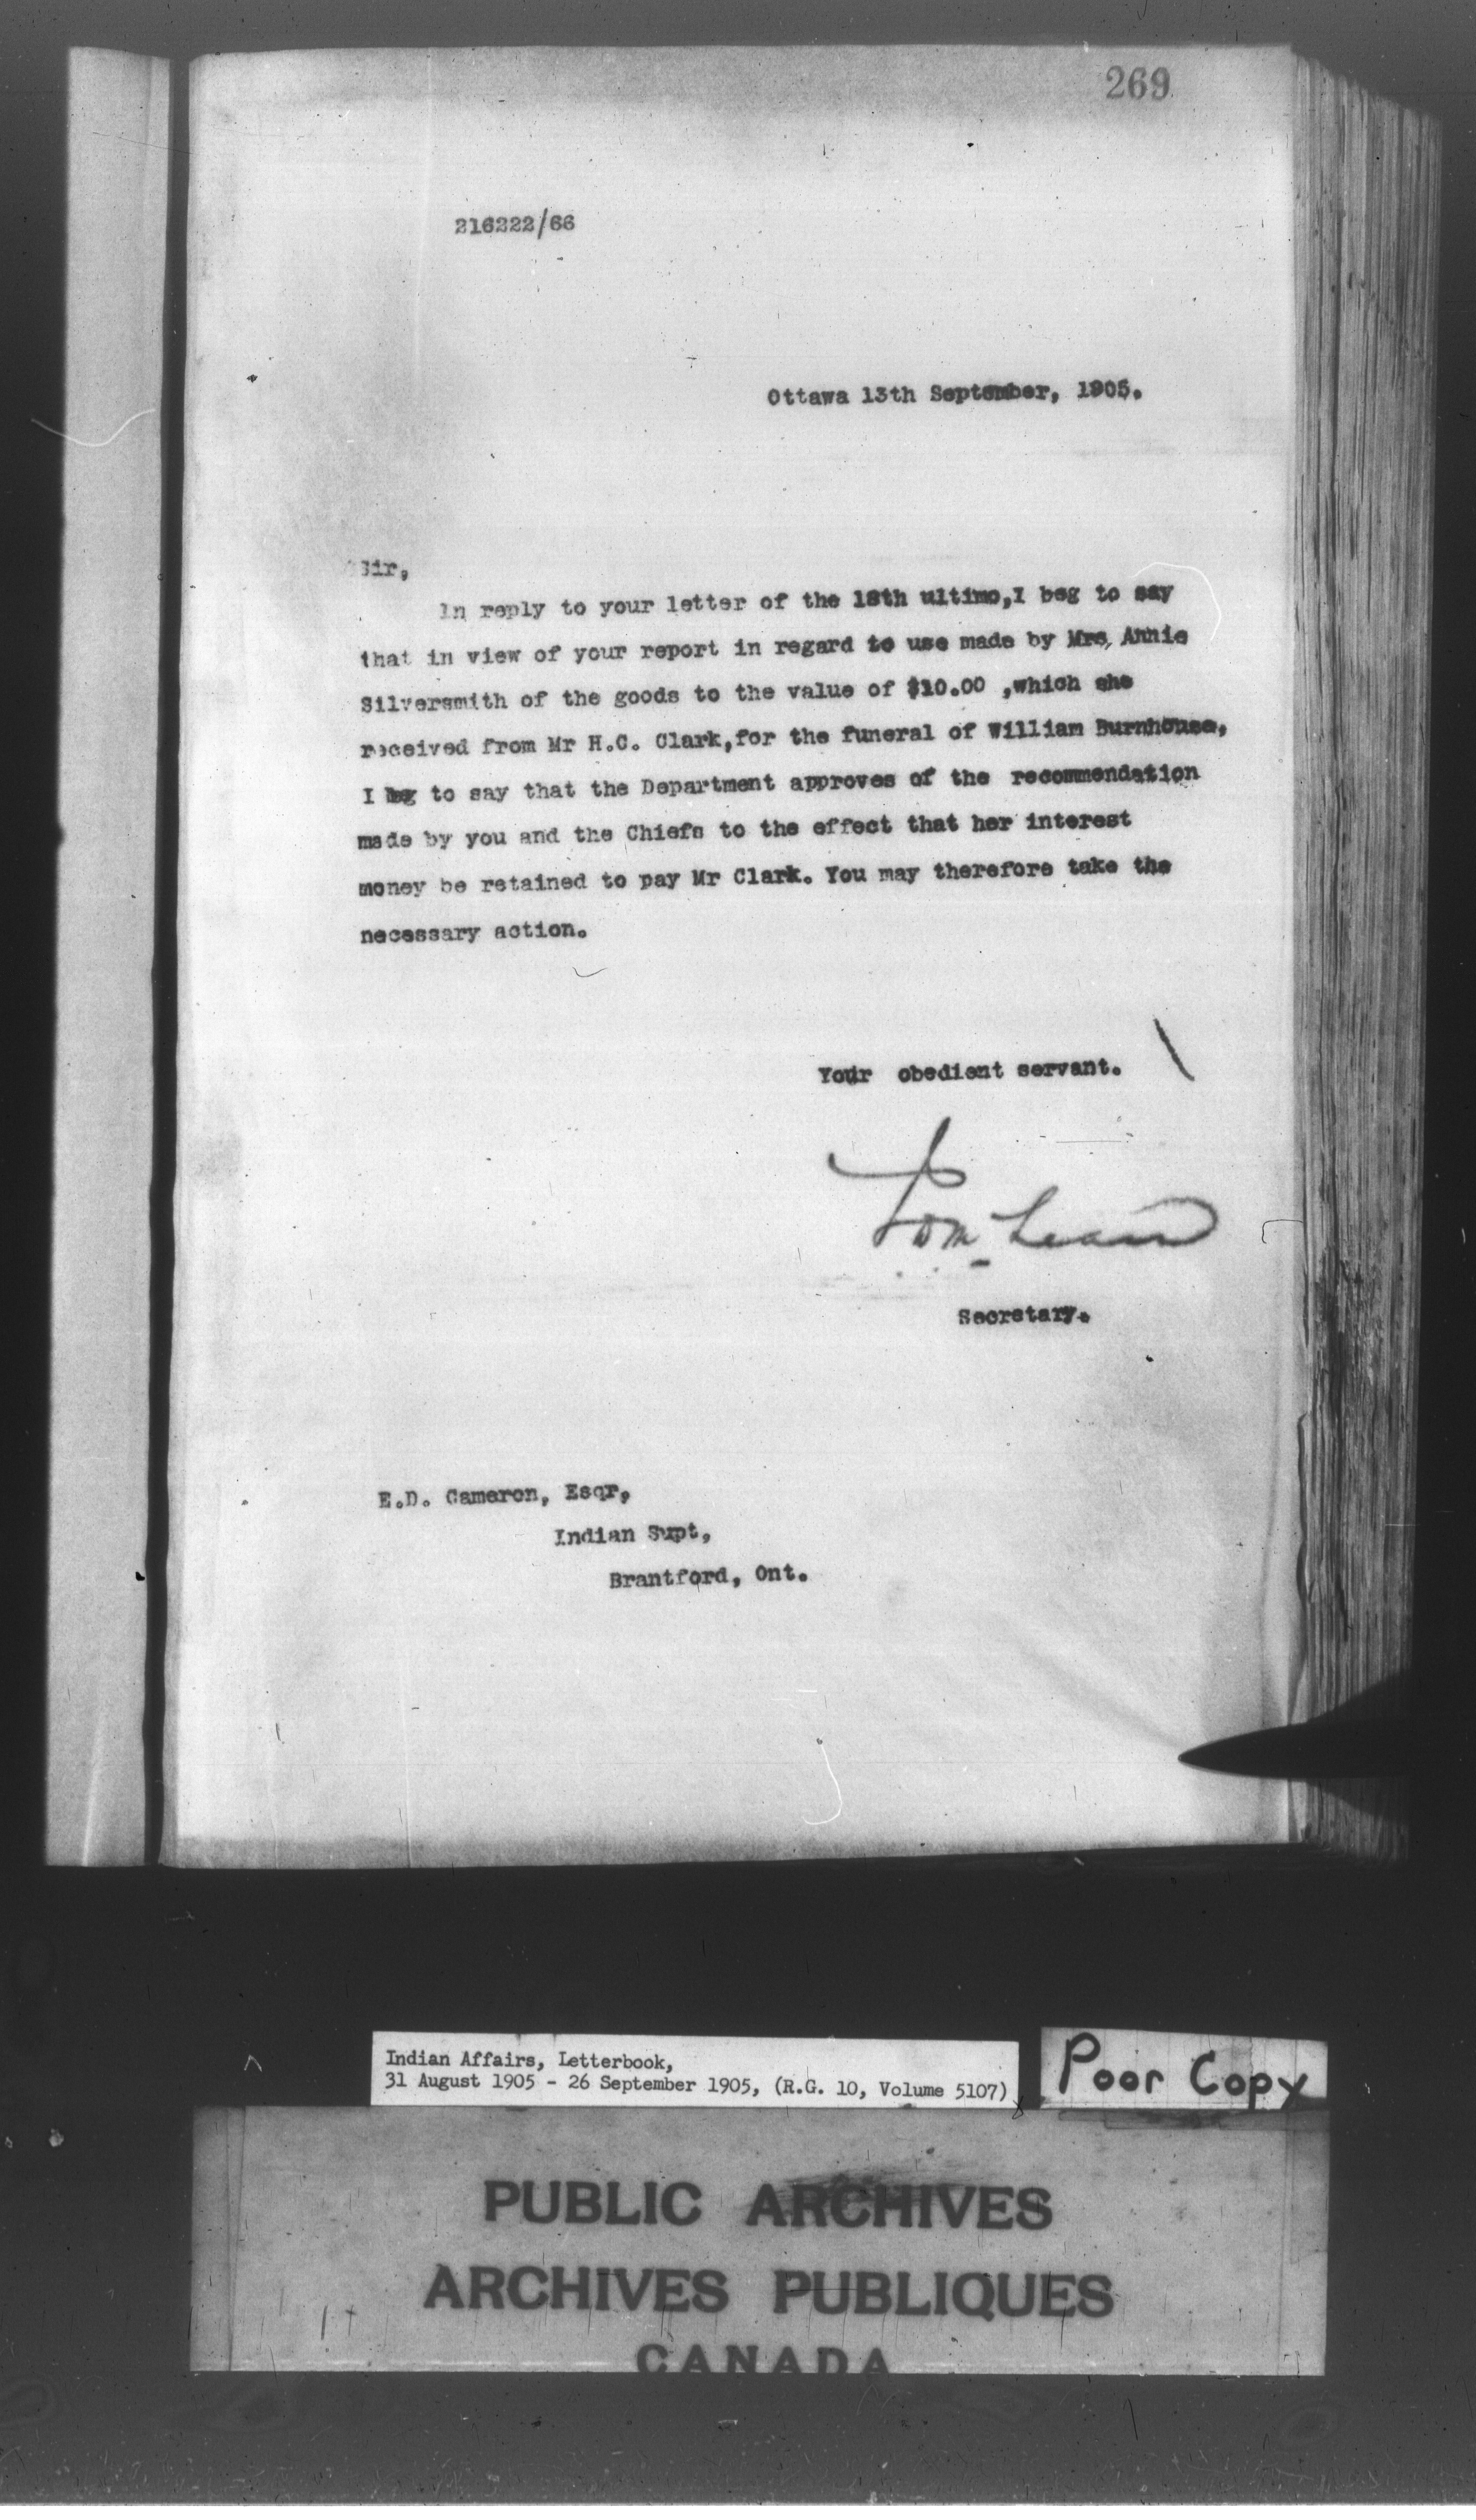 269
216222/66
Ottawa 13th September, 1905.
Sir,
In reply to your letter of the 18th ultimo,I beg to say
that in view of your report in regard to use made by Mrs, Annie
Silversmith of the goods to the value of $10.00 ,which she
received from Mr H.C. Clark,for the funeral of William Burnhouse,
I beg to say that the Department approves of the recommendation
made by you and the Chiefs to the effect that her interest
money be retained to pay Mr Clark. You may therefore take the
necessary action.
Your obedient servant.
Secretary.
E.D. Cameron, Esqr,
Indian Supt,
Brantford, Ont.
Indian Affairs, Letterbook,
31 August 1905 - 26 September 1905, (R.G. 10, Volume 5107)
Poor Copy
PUBLIC ARCHIVES
ARCHIVES PUBLIQUES
CANADA